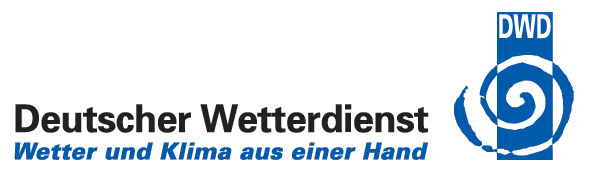 DWD
Deutscher Wetterdienst
Wetter und Klima aus einer Hand